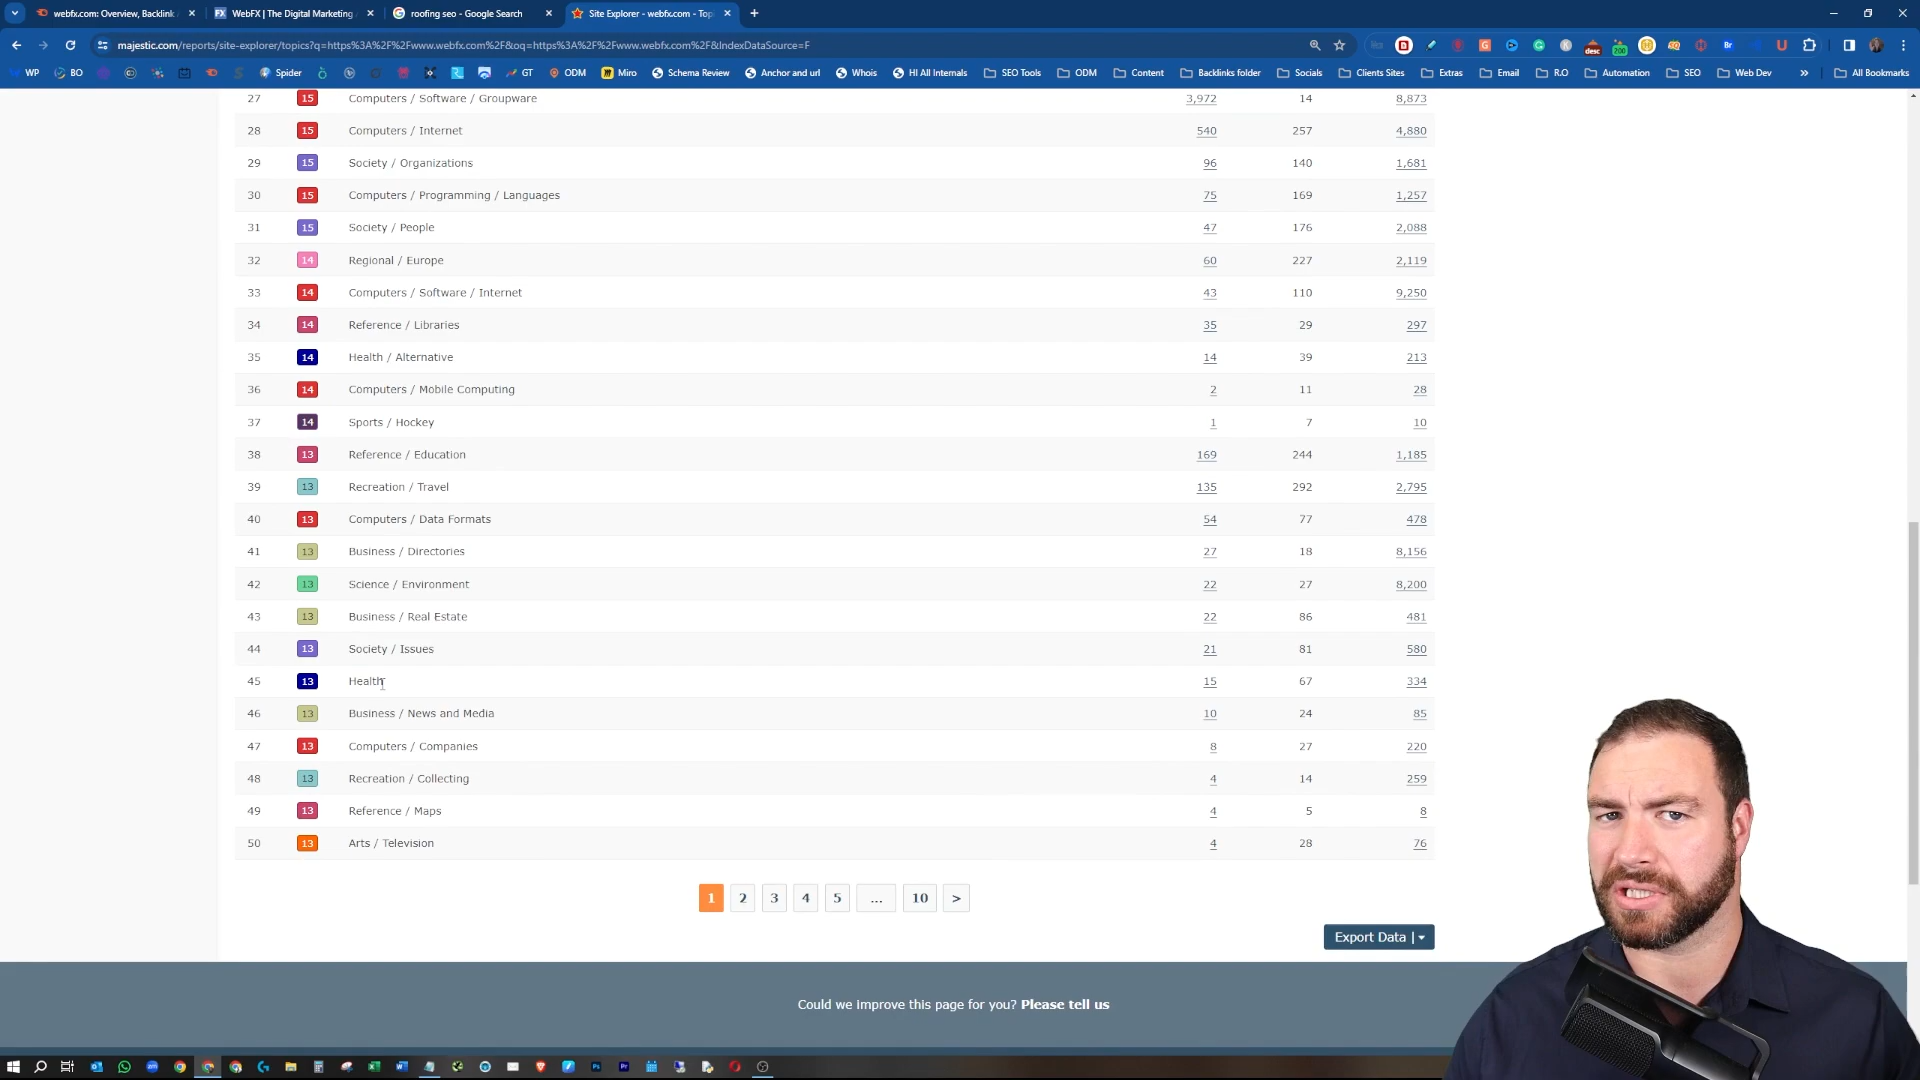 webfx.com: Overview, Backlink
WebFX | The Digital Marketing
roofing seo - Google Search
Site Explorer - webfx.com - Top
majestic.com/reports/site-explorer/topics?q=https%3A%2F%2Fwww.webfx.com%2F&oq=https%3A%2F%2Fwww.webfx.com%2F&IndexDataSource=F
WP BO Spider GT ODM Miro Schema Review Anchor and url Whois HI All Internals SEO Tools ODM Content Backlinks folder Socials Clients Sites Extras Email R.O Automation SEO Web Dev » All Bookmarks
27 15 Computers / Software / Groupware 3,972 14 8,873
28 15 Computers / Internet 540 257 4,880
29 15 Society / Organizations 96 140 1,681
30 15 Computers / Programming / Languages 75 169 1,257
31 15 Society / People 47 176 2,088
32 14 Regional / Europe 60 227 2,119
33 14 Computers / Software / Internet 43 110 9,250
34 14 Reference / Libraries 35 29 297
35 14 Health / Alternative 14 39 213
36 14 Computers / Mobile Computing 2 11 28
37 14 Sports / Hockey 1 7 10
38 13 Reference / Education 169 244 1,185
39 13 Recreation / Travel 135 292 2,795
40 13 Computers / Data Formats 54 77 478
41 13 Business / Directories 27 18 8,156
42 13 Science / Environment 22 27 8,200
43 13 Business / Real Estate 22 86 481
44 13 Society / Issues 21 81 580
45 13 Health 15 67 334
46 13 Business / News and Media 10 24 85
47 13 Computers / Companies 8 27 220
48 13 Recreation / Collecting 4 14 259
49 13 Reference / Maps 4 5 8
50 13 Arts / Television 4 28 76
1 2 3 4 5 ... 10 >
Export Data |
Could we improve this page for you? Please tell us